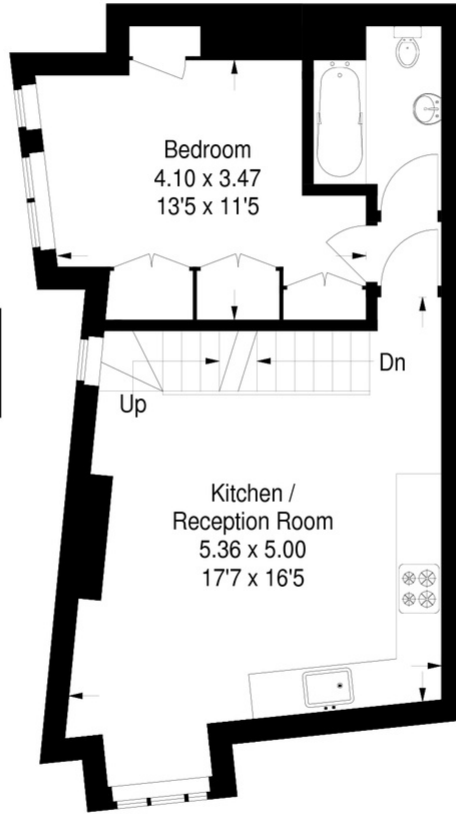 Bedroom
4.10 x 3.47
13'5 x 11'5
Dn
Up
Kitchen /
Reception Room
5.36 x 5.00
17'7 x 16'5